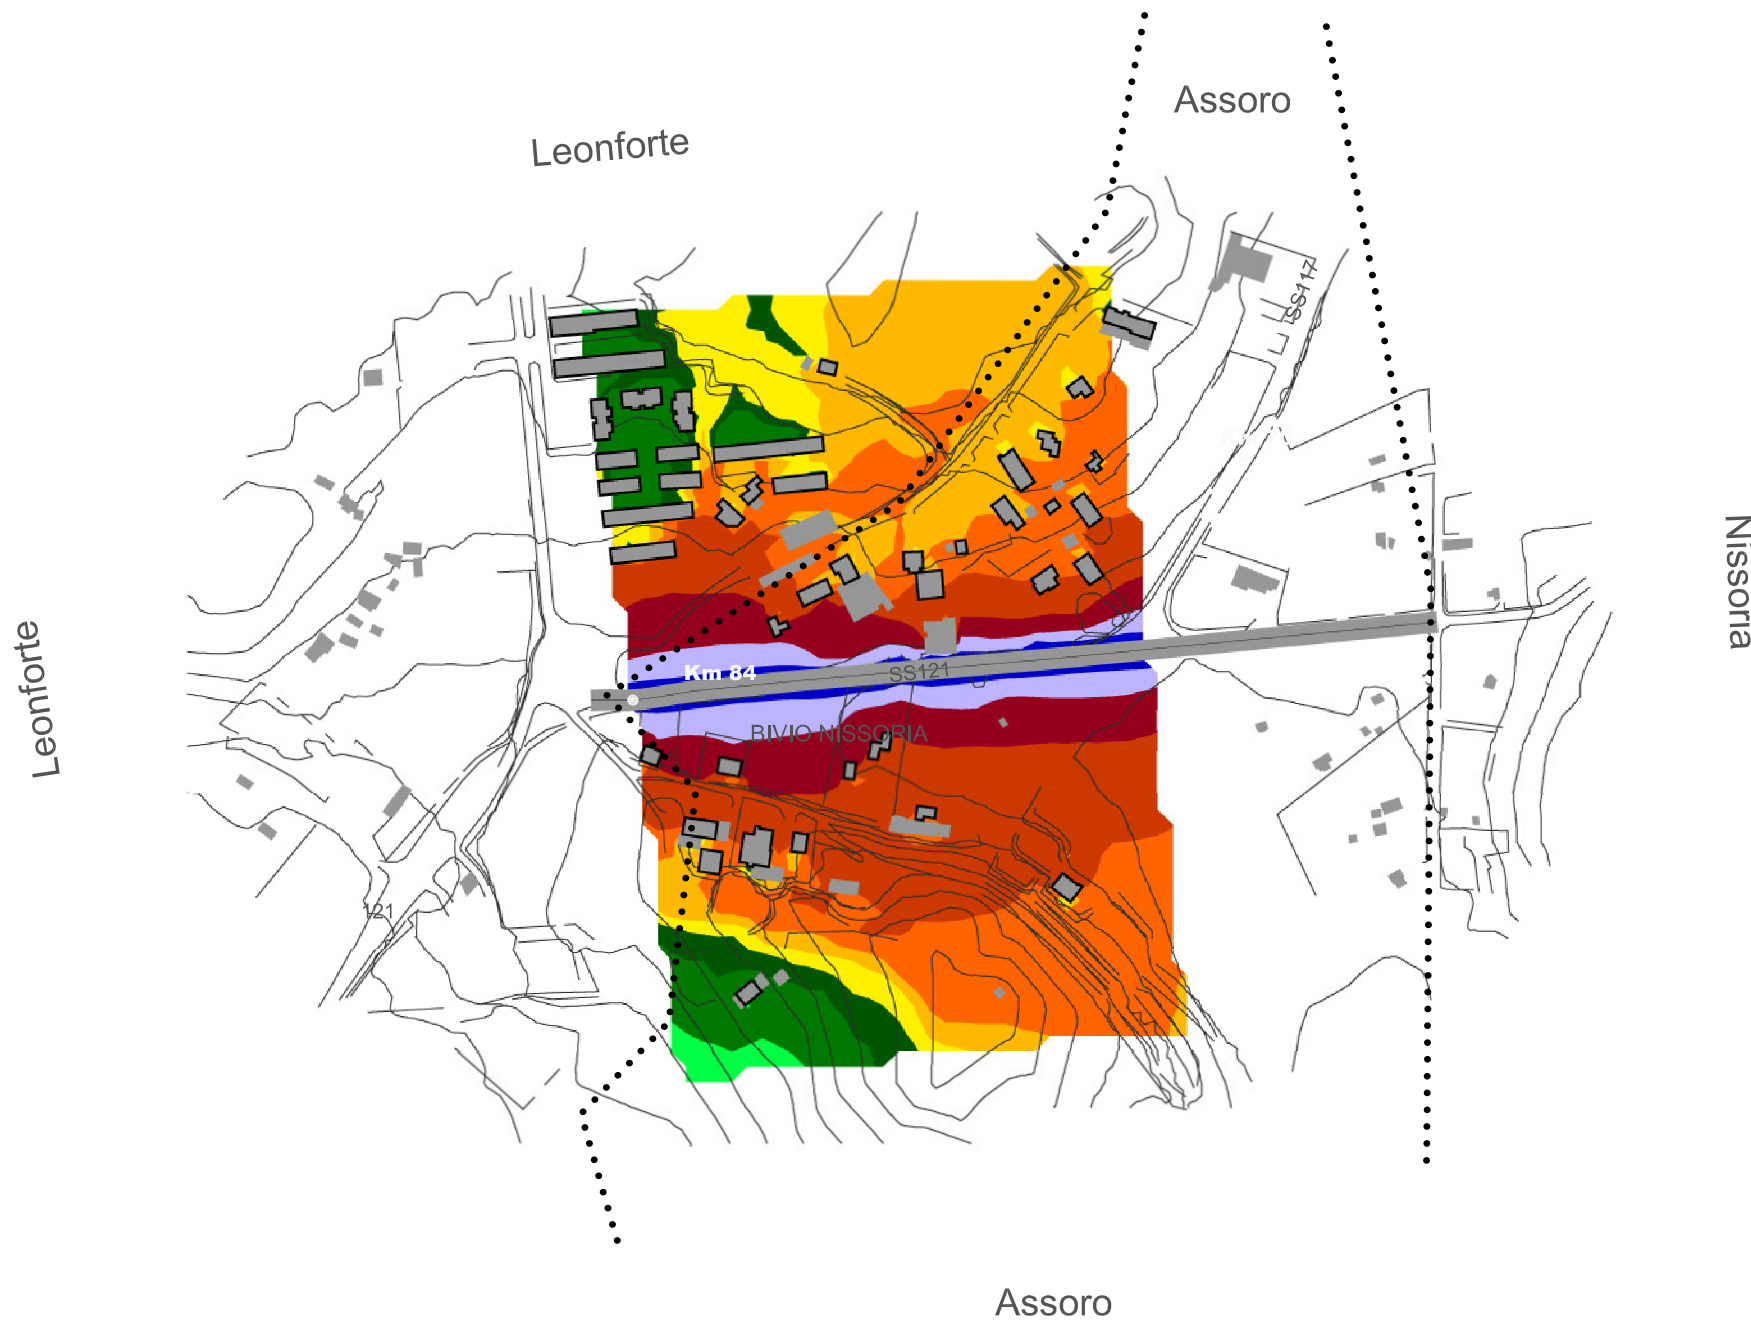 Assoro
Leonforte
SS117
Nissoria
Leonforte
Km 84
SS121
BIVIO NISSORIA
121
Assoro